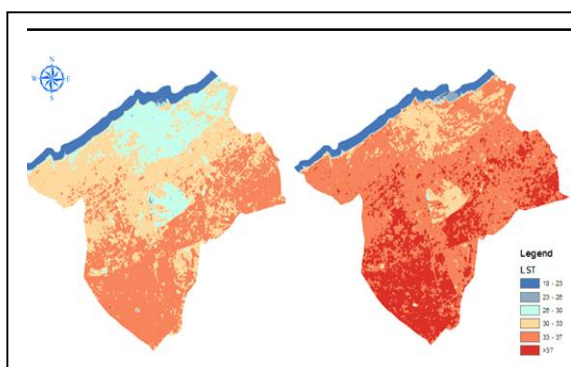 N
W E
S
Legend
LST
18 - 23
23 - 26
26 - 30
30 - 33
33 - 37
>37